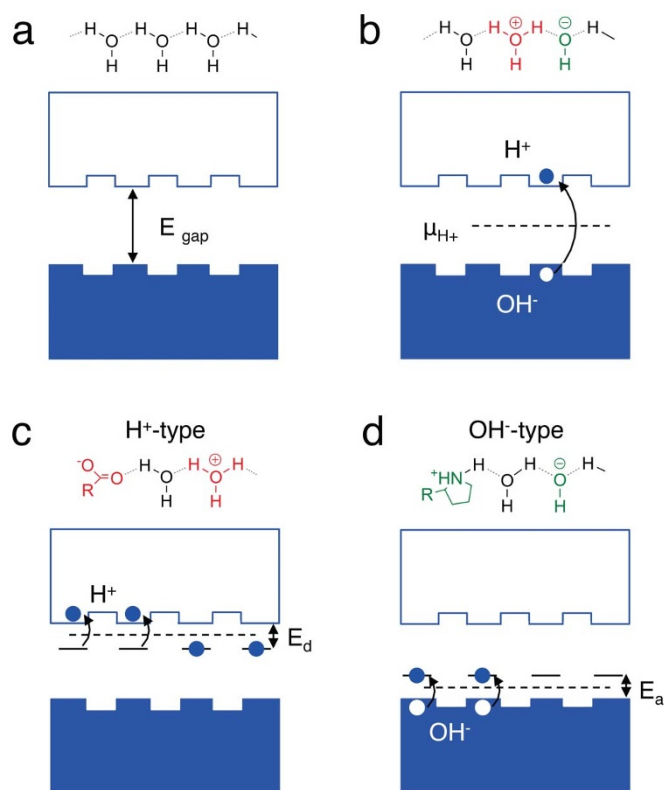 a
H H H H
O O O
H H H
E gap
b
H H ⊕ H ⊖ H
O O O
H H H
H⁺
μH+
OH⁻
c
H⁺-type
⁻O H H ⊕ H
O O O
R H H
H⁺
Ed
d
OH⁻-type
⁺HN H H ⊖ H
R O O
H H
OH⁻
Ea